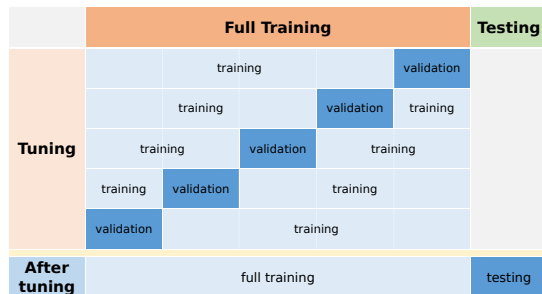 Full Training Testing
training validation
training validation training
Tuning training validation training
training validation training
validation training
After
tuning full training testing